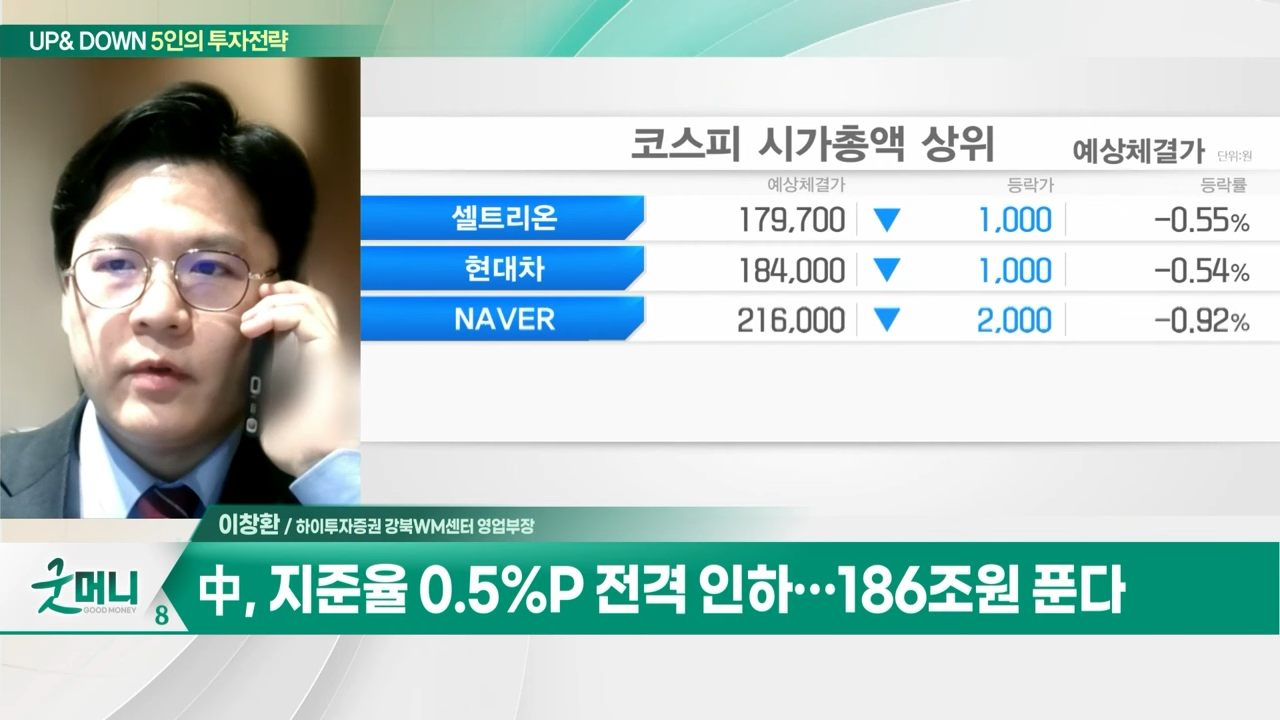 UP& DOWN 5인의 투자전략
코스피 시가총액 상위 예상체결가 단위:원
예상체결가 등락가 등락률
셀트리온 179,700 ▼ 1,000 -0.55%
현대차 184,000 ▼ 1,000 -0.54%
NAVER 216,000 ▼ 2,000 -0.92%
이창환 / 하이투자증권 강북WM센터 영업부장
굿머니
GOOD MONEY
8
中, 지준율 0.5%P 전격 인하…186조원 푼다